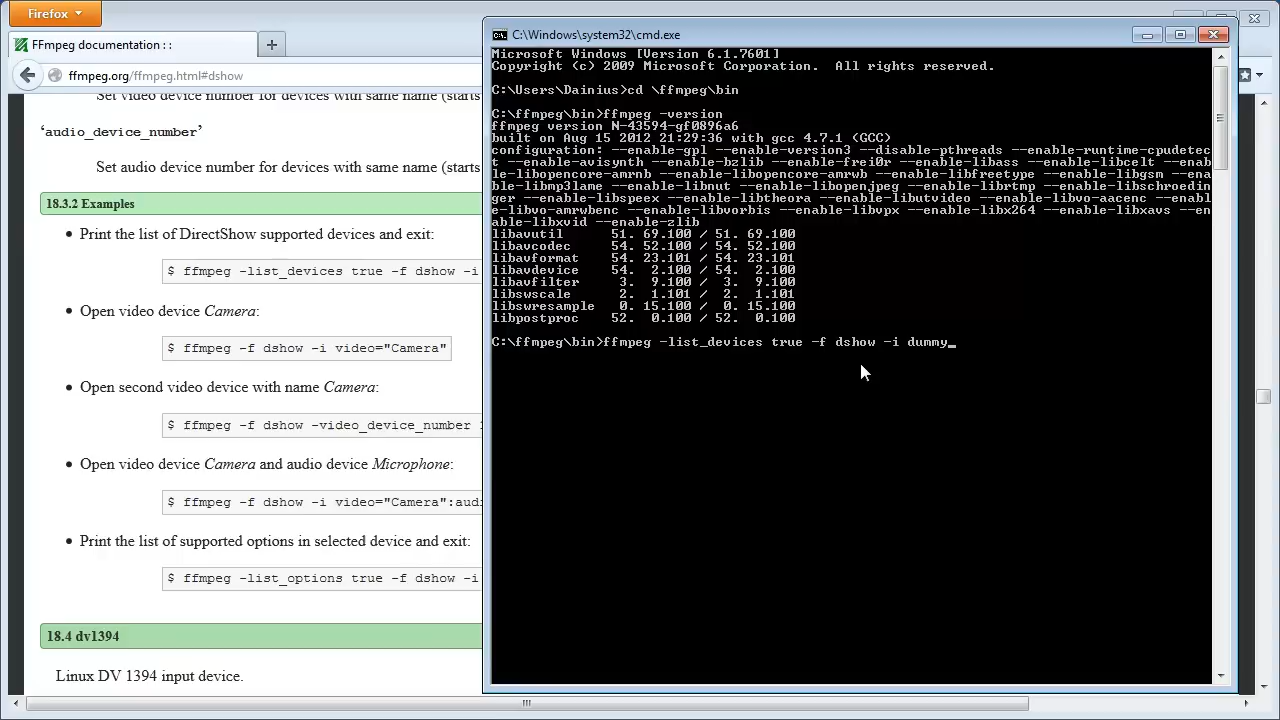 Firefox
FFmpeg documentation : :
ffmpeg.org/ffmpeg.html#dshow
Set video device number for devices with same name (starts
‘audio_device_number’
Set audio device number for devices with same name (starts
18.3.2 Examples
Print the list of DirectShow supported devices and exit:
$ ffmpeg -list_devices true -f dshow -i
Open video device Camera:
$ ffmpeg -f dshow -i video="Camera"
Open second video device with name Camera:
$ ffmpeg -f dshow -video_device_number
Open video device Camera and audio device Microphone:
$ ffmpeg -f dshow -i video="Camera":aud
Print the list of supported options in selected device and exit:
$ ffmpeg -list_options true -f dshow -i
18.4 dv1394
Linux DV 1394 input device.
C:\Windows\system32\cmd.exe
Microsoft Windows [Version 6.1.7601]
Copyright (c) 2009 Microsoft Corporation.  All rights reserved.
C:\Users\Dainius>cd \ffmpeg\bin
C:\ffmpeg\bin>ffmpeg -version
ffmpeg version N-43594-gf0896a6
built on Aug 15 2012 21:29:36 with gcc 4.7.1 (GCC)
configuration: --enable-gpl --enable-version3 --disable-pthreads --enable-runtime-cpudetec
t --enable-avisynth --enable-bzlib --enable-frei0r --enable-libass --enable-libcelt --enab
le-libopencore-amrnb --enable-libopencore-amrwb --enable-libfreetype --enable-libgsm --ena
ble-libmp3lame --enable-libnut --enable-libopenjpeg --enable-librtmp --enable-libschroedin
ger --enable-libspeex --enable-libtheora --enable-libutvideo --enable-libvo-aacenc --enabl
e-libvo-amrwbenc --enable-libvorbis --enable-libvpx --enable-libx264 --enable-libxavs --en
able-libxvid --enable-zlib
libavutil      51. 69.100 / 51. 69.100
libavcodec     54. 52.100 / 54. 52.100
libavformat    54. 23.101 / 54. 23.101
libavdevice    54.  2.100 / 54.  2.100
libavfilter     3.  9.100 /  3.  9.100
libswscale      2.  1.101 /  2.  1.101
libswresample   0. 15.100 /  0. 15.100
libpostproc    52.  0.100 / 52.  0.100
C:\ffmpeg\bin>ffmpeg -list_devices true -f dshow -i dummy_